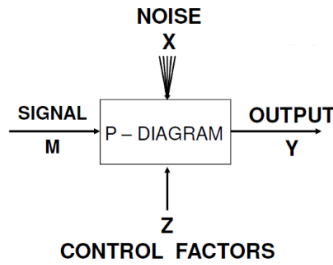 NOISE
X
SIGNAL
M
P – DIAGRAM
OUTPUT
Y
Z
CONTROL FACTORS